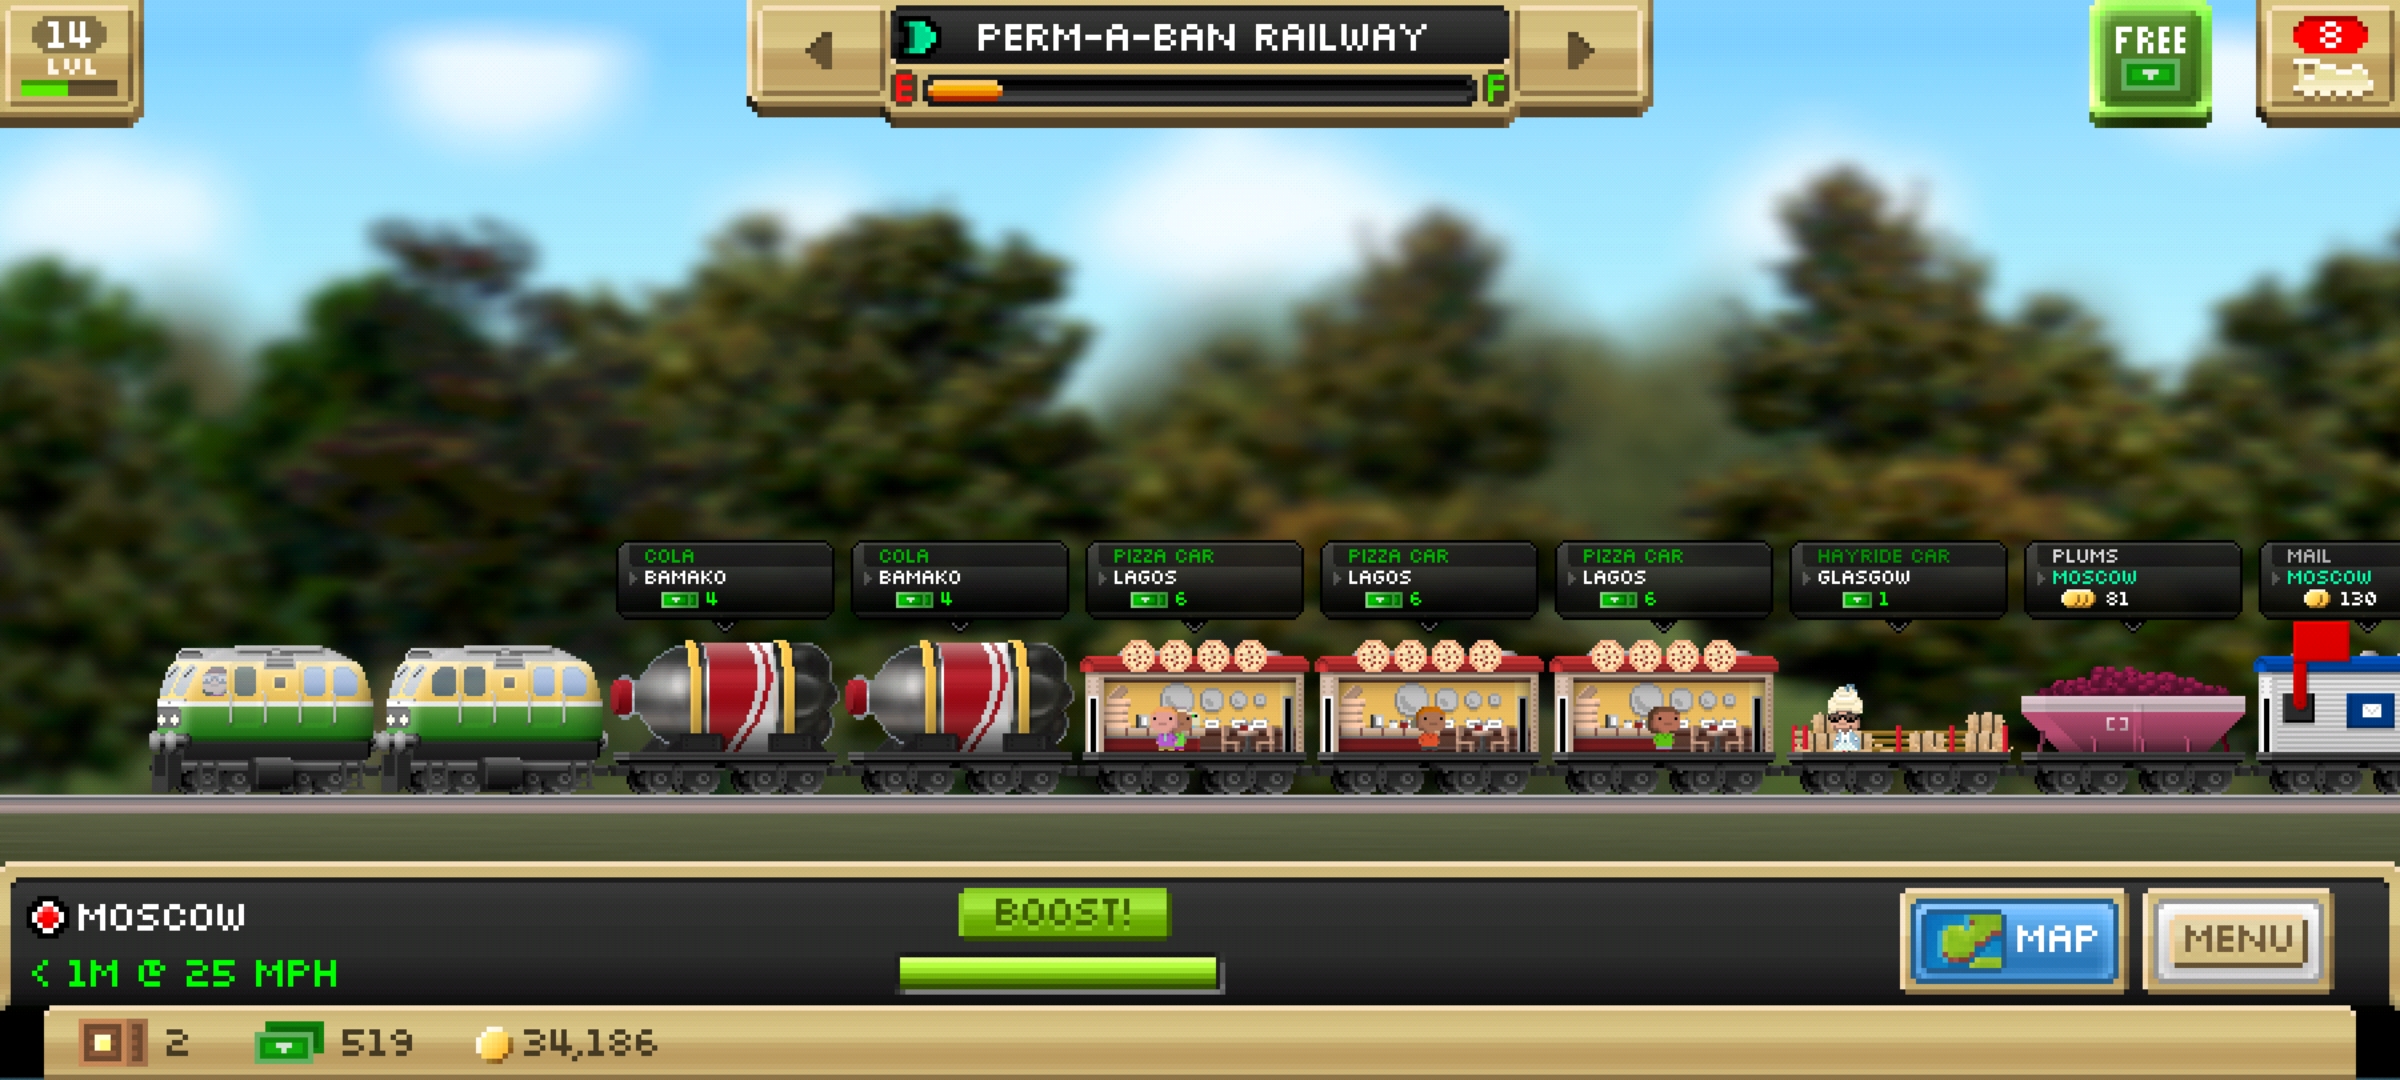 14
LVL
PERM-A-BAN RAILWAY
E
F
FREE
8
COLA
BAMAKO
4
COLA
BAMAKO
4
PIZZA CAR
LAGOS
6
PIZZA CAR
LAGOS
6
PIZZA CAR
LAGOS
6
HAYRIDE CAR
GLASGOW
1
PLUMS
MOSCOW
81
MAIL
MOSCOW
130
MOSCOW
< 1M @ 25 MPH
BOOST!
MAP
MENU
2
519
34,186